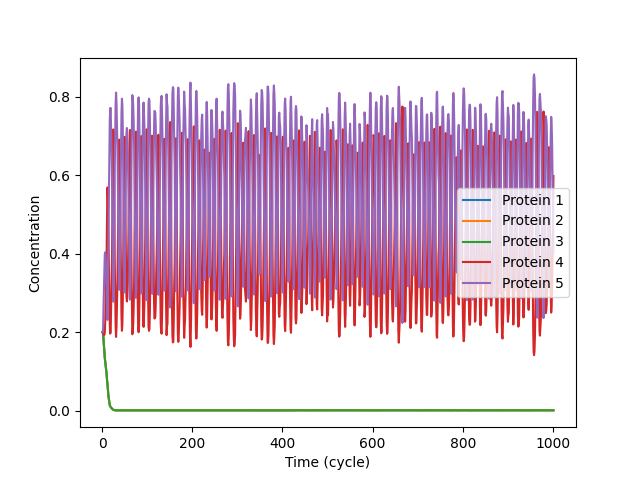 0.8
0.6
0.4
0.2
0.0
Concentration
Protein 1
Protein 2
Protein 3
Protein 4
Protein 5
0 200 400 600 800 1000
Time (cycle)